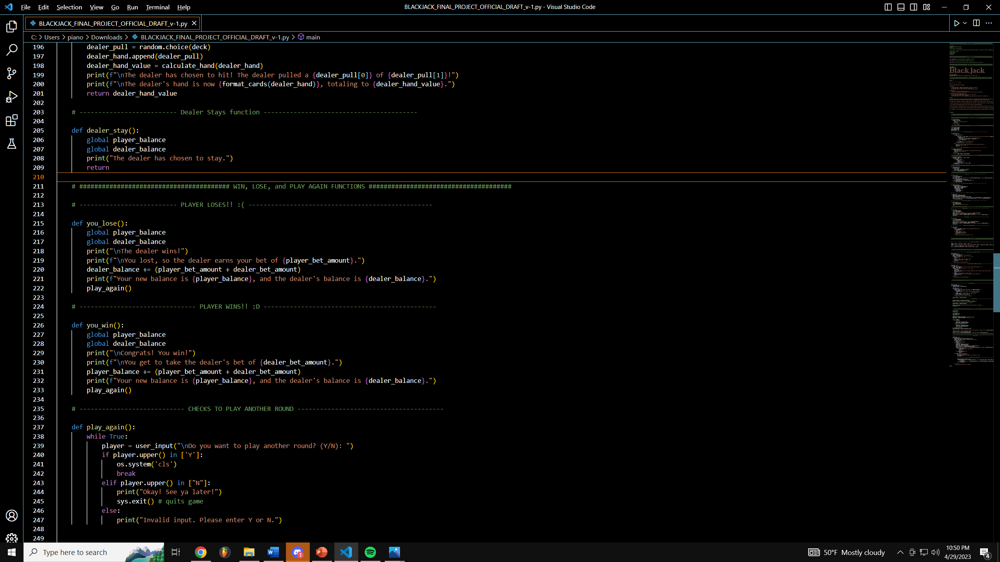 File Edit Selection View Go Run Terminal Help
BLACKJACK_FINAL_PROJECT_OFFICIAL_DRAFT_v-1.py - Visual Studio Code
BLACKJACK_FINAL_PROJECT_OFFICIAL_DRAFT_v-1.py
C: > Users > piano > Downloads > BLACKJACK_FINAL_PROJECT_OFFICIAL_DRAFT_v-1.py > main
196         dealer_pull = random.choice(deck)
197         dealer_hand.append(dealer_pull)
198         dealer_hand_value = calculate_hand(dealer_hand)
199         print(f"\nThe dealer has chosen to hit! The dealer pulled a {dealer_pull[0]} of {dealer_pull[1]}!")
200         print(f"\nThe dealer's hand is now {format_cards(dealer_hand)}, totaling to {dealer_hand_value}.")
201         return dealer_hand_value
202
203     # -------------------------- Dealer Stays function -----------------------------------------
204
205     def dealer_stay():
206         global player_balance
207         global dealer_balance
208         print("The dealer has chosen to stay.")
209         return
210
211     # ######################################## WIN, LOSE, and PLAY AGAIN FUNCTIONS ######################################
212
213     # -------------------------- PLAYER LOSES!! :( -------------------------------------------------
214
215     def you_lose():
216         global player_balance
217         global dealer_balance
218         print("\nThe dealer wins!")
219         print(f"\nYou lost, so the dealer earns your bet of {player_bet_amount}.")
220         dealer_balance += (player_bet_amount + dealer_bet_amount)
221         print(f"Your new balance is {player_balance}, and the dealer's balance is {dealer_balance}.")
222         play_again()
223
224     # ------------------------------- PLAYER WINS!! :D ----------------------------------------------
225
226     def you_win():
227         global player_balance
228         global dealer_balance
229         print("\nCongrats! You win!")
230         print(f"\nYou get to take the dealer's bet of {dealer_bet_amount}.")
231         player_balance += (player_bet_amount + dealer_bet_amount)
232         print(f"Your new balance is {player_balance}, and the dealer's balance is {dealer_balance}.")
233         play_again()
234
235     # ---------------------------- CHECKS TO PLAY ANOTHER ROUND ---------------------------------------
236
237     def play_again():
238         while True:
239             player = user_input("\nDo you want to play another round? (Y/N): ")
240             if player.upper() in ['Y']:
241                 os.system('cls')
242                 break
243             elif player.upper() in ["N"]:
244                 print("Okay! See ya later!")
245                 sys.exit() # quits game
246             else:
247                 print("Invalid input. Please enter Y or N.")
248
249
BlackJack
Type here to search
1
50°F Mostly cloudy
10:50 PM
4/29/2023
4